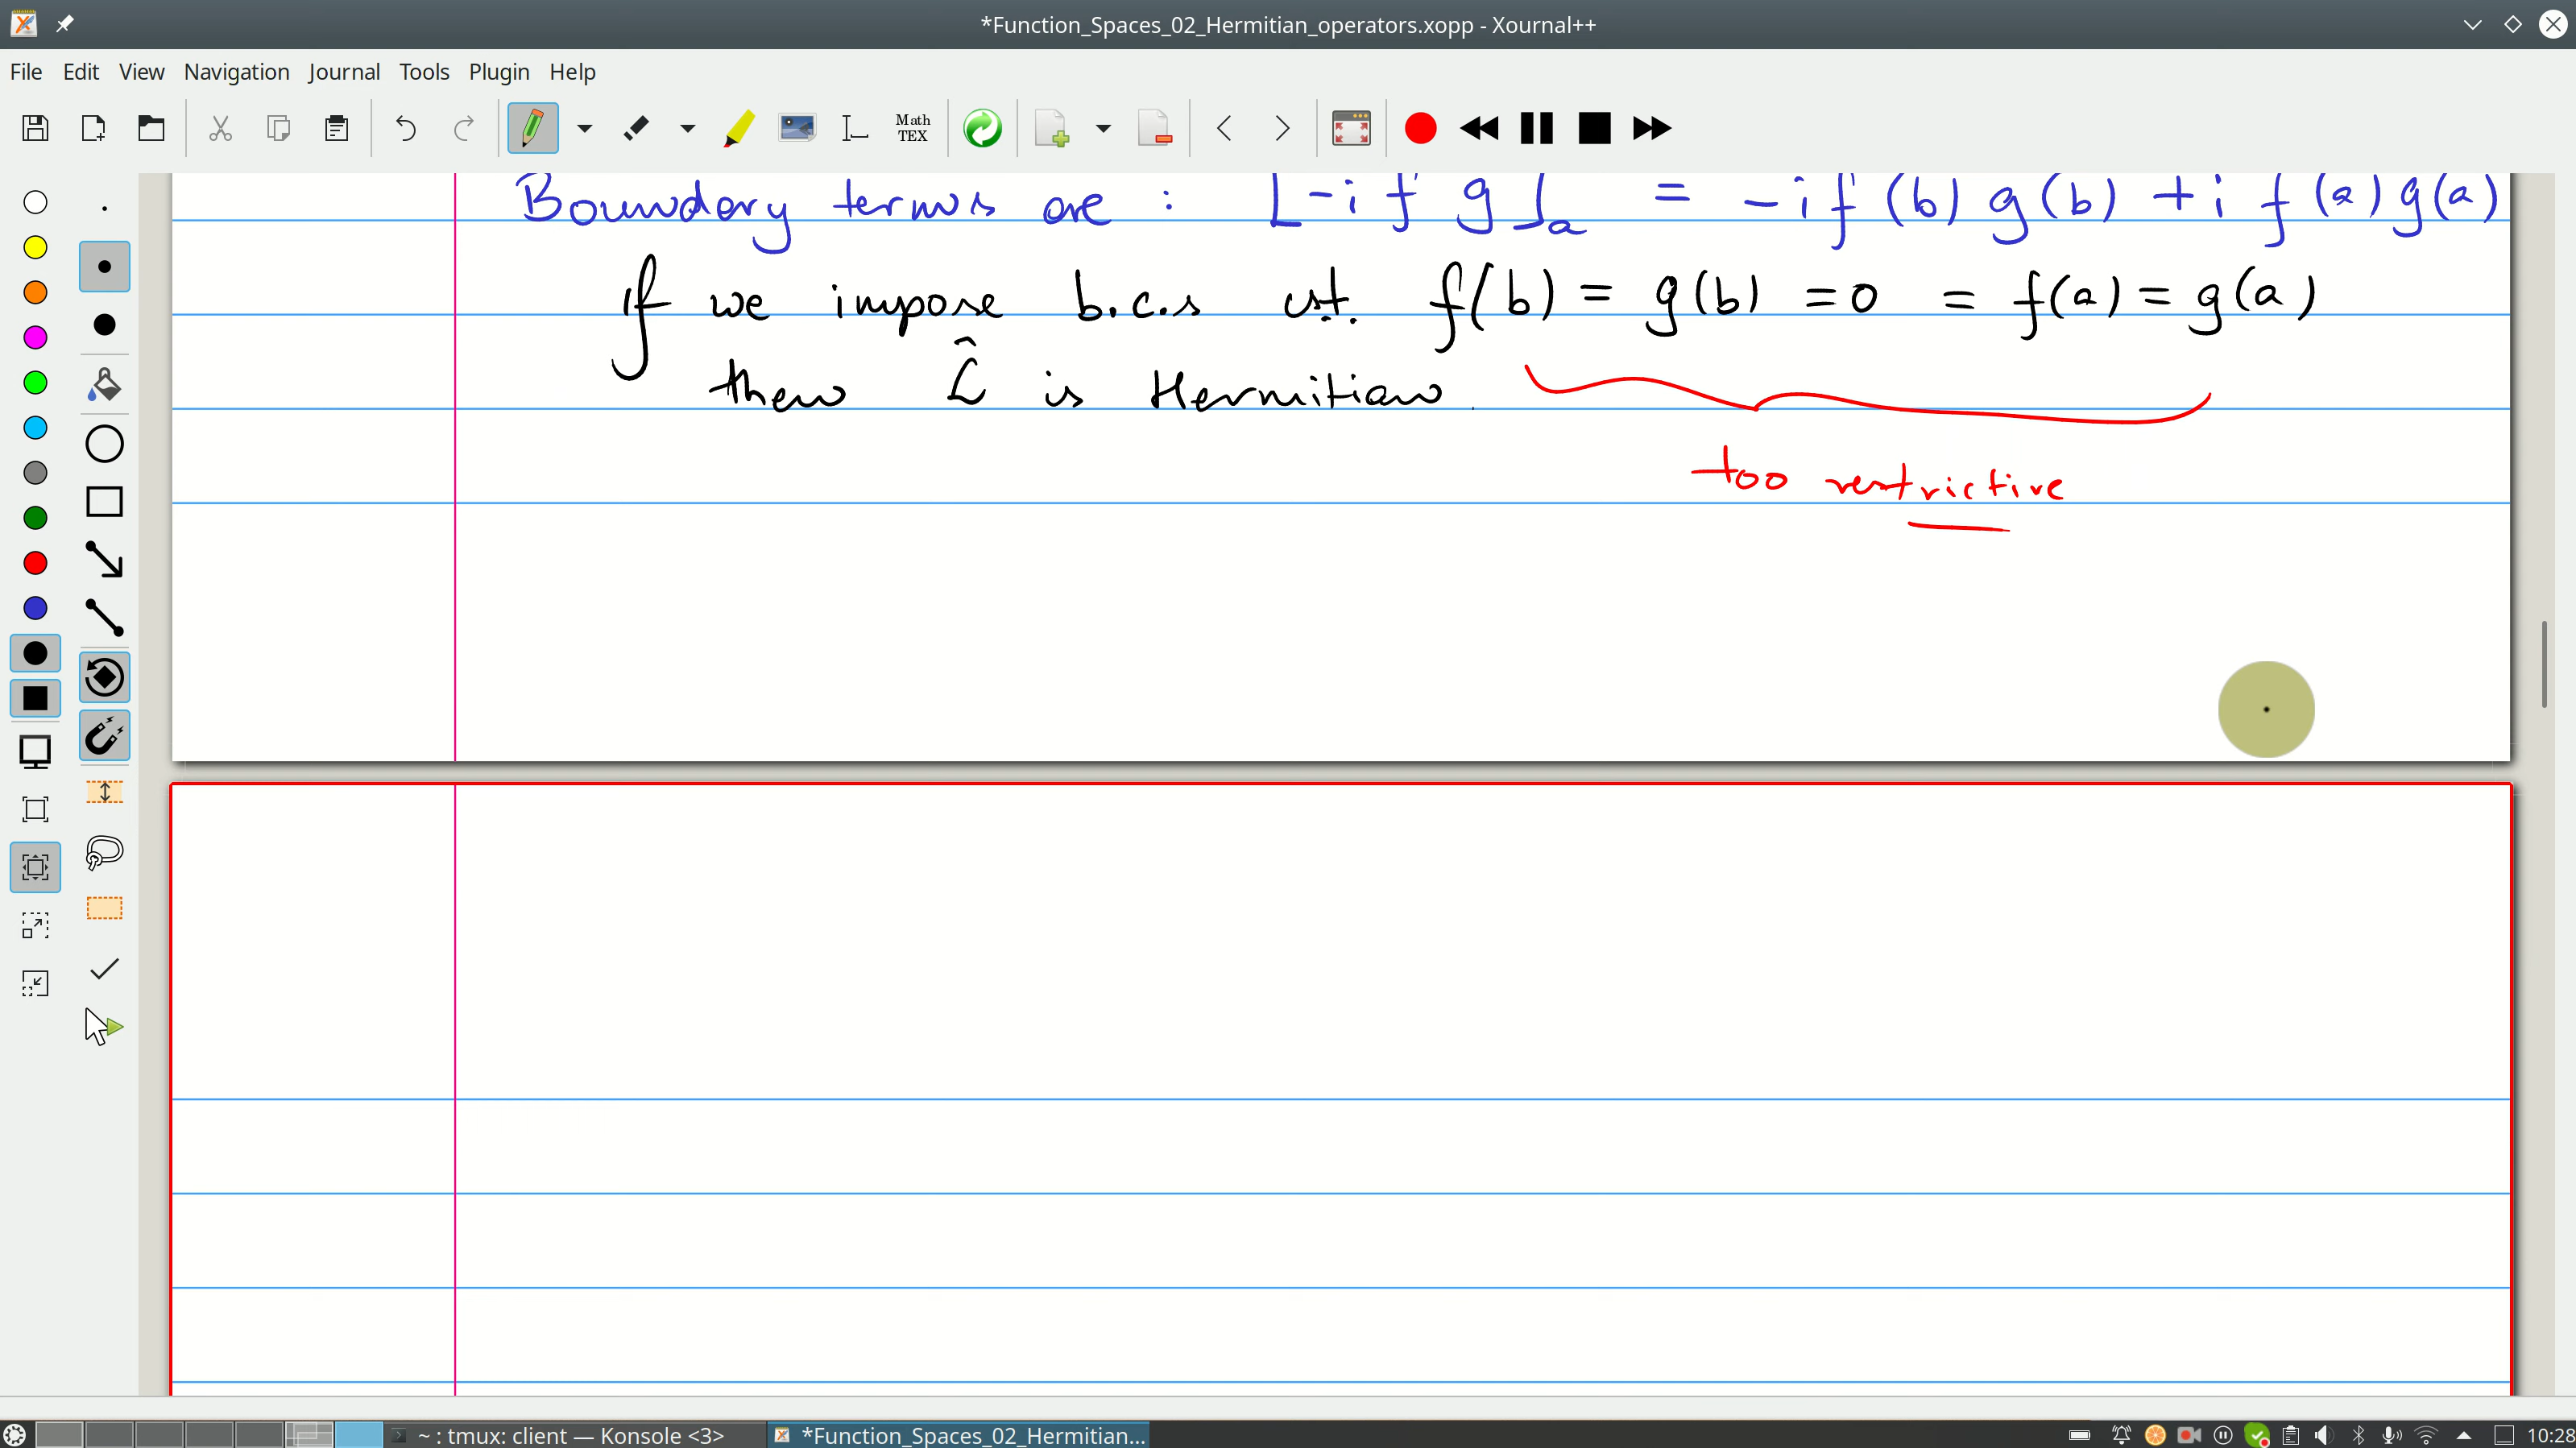 *Function_Spaces_02_Hermitian_operators.xopp - Xournal++
File Edit View Navigation Journal Tools Plugin Help
Math
TEX
Boundary terms are : [-i f g]a = -i f (b) g(b) + i f (a) g(a)
If we impose b.c.s st. f(b) = g(b) = 0 = f(a) = g(a)
then L̂ is Hermitian.
too restrictive
~ : tmux: client — Konsole <3>
*Function_Spaces_02_Hermitian...
10:28